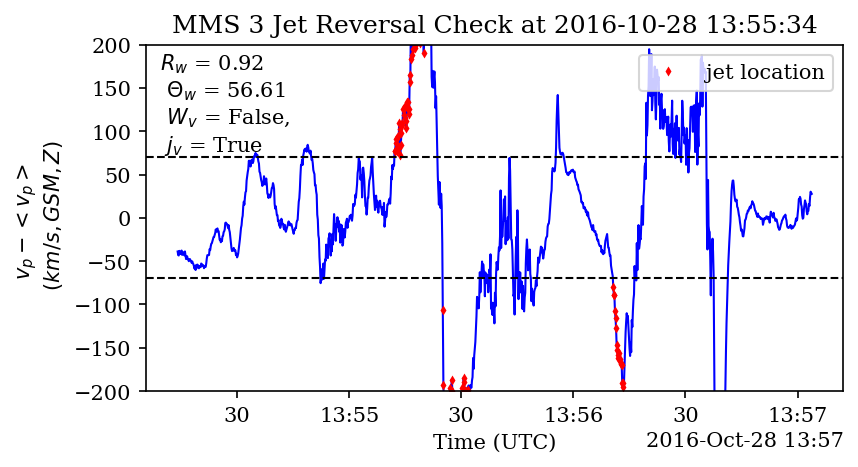 MMS 3 Jet Reversal Check at 2016-10-28 13:55:34
R_w = 0.92
Θ_w = 56.61
W_v = False,
j_v = True
jet location
v_p − < v_p >
(km/s, GSM, Z)
200
150
100
50
0
−50
−100
−150
−200
30
13:55
30
13:56
30
13:57
Time (UTC)
2016-Oct-28 13:57